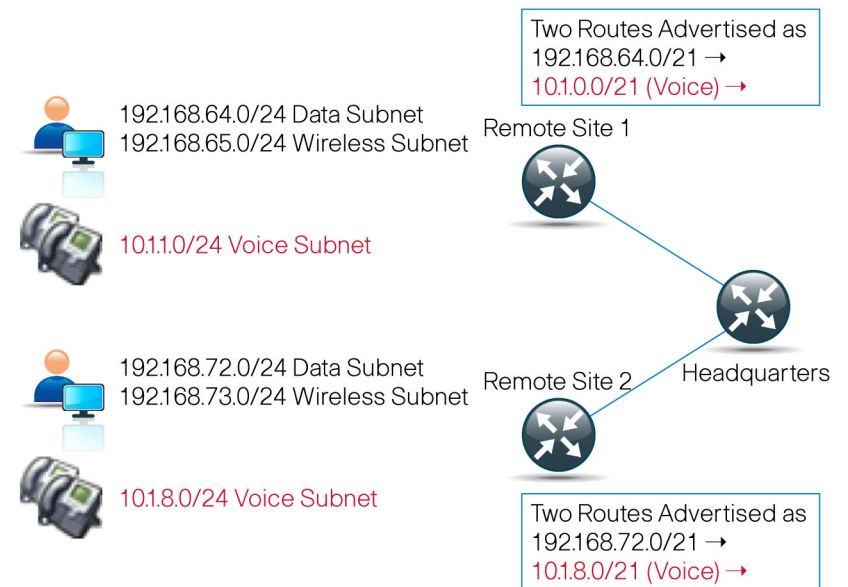 Two Routes Advertised as
192.168.64.0/21 →
10.1.0.0/21 (Voice) →
192.168.64.0/24 Data Subnet
192.168.65.0/24 Wireless Subnet
Remote Site 1
10.1.1.0/24 Voice Subnet
192.168.72.0/24 Data Subnet
192.168.73.0/24 Wireless Subnet
Remote Site 2
Headquarters
10.1.8.0/24 Voice Subnet
Two Routes Advertised as
192.168.72.0/21 →
10.1.8.0/21 (Voice) →